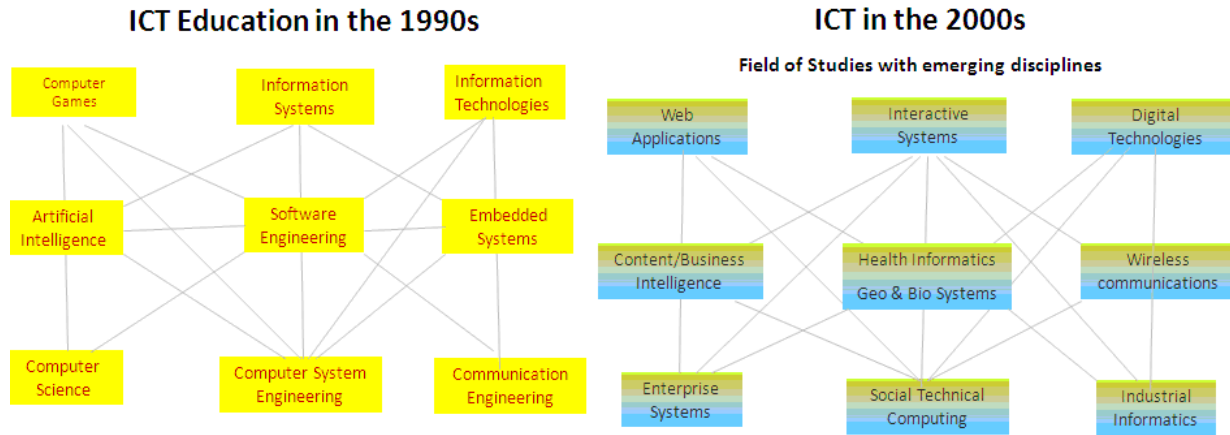 ICT Education in the 1990s
Computer
Games
Information
Systems
Information
Technologies
Artificial
Intelligence
Software
Engineering
Embedded
Systems
Computer
Science
Computer System
Engineering
Communication
Engineering
ICT in the 2000s
Field of Studies with emerging disciplines
Web
Applications
Interactive
Systems
Digital
Technologies
Content/Business
Intelligence
Health Informatics
Geo & Bio Systems
Wireless
communications
Enterprise
Systems
Social Technical
Computing
Industrial
Informatics